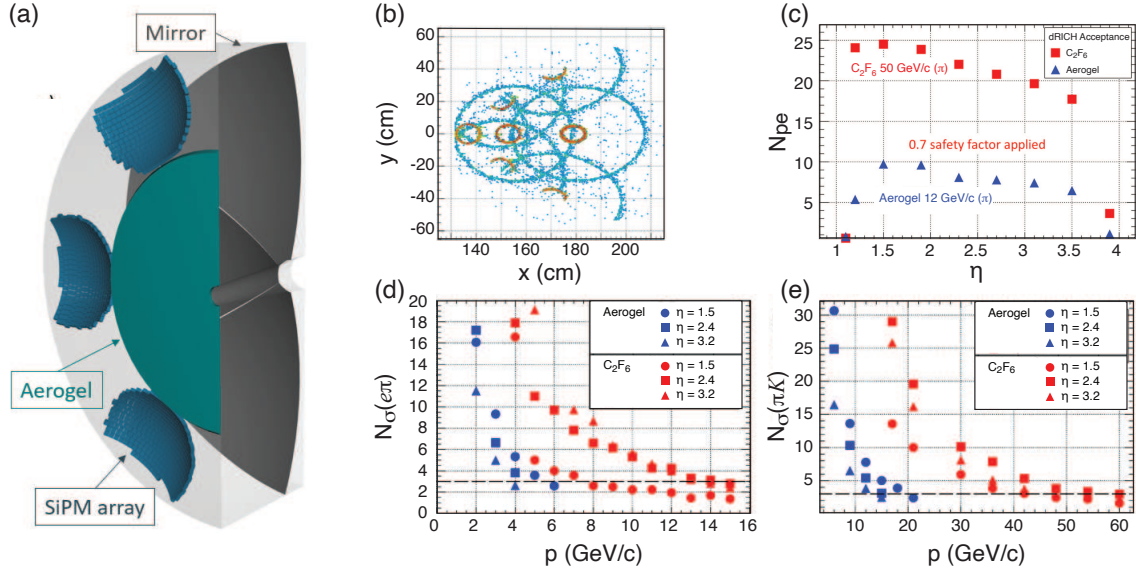 (a)
Mirror
Aerogel
SiPM array
(b)
y (cm)
60
40
20
0
-20
-40
-60
140
160
180
200
x (cm)
(c)
Npe
25
20
15
10
5
1
1.5
2
2.5
3
3.5
4
η
dRICH Acceptance
C₂F₆
Aerogel
C₂F₆ 50 GeV/c (π)
0.7 safety factor applied
Aerogel 12 GeV/c (π)
(d)
Nσ(eπ)
20
18
16
14
12
10
8
6
4
2
0
0
2
4
6
8
10
12
14
16
p (GeV/c)
Aerogel
η = 1.5
η = 2.4
η = 3.2
C₂F₆
η = 1.5
η = 2.4
η = 3.2
(e)
Nσ(πK)
30
25
20
15
10
5
10
20
30
40
50
60
p (GeV/c)
Aerogel
η = 1.5
η = 2.4
η = 3.2
C₂F₆
η = 1.5
η = 2.4
η = 3.2